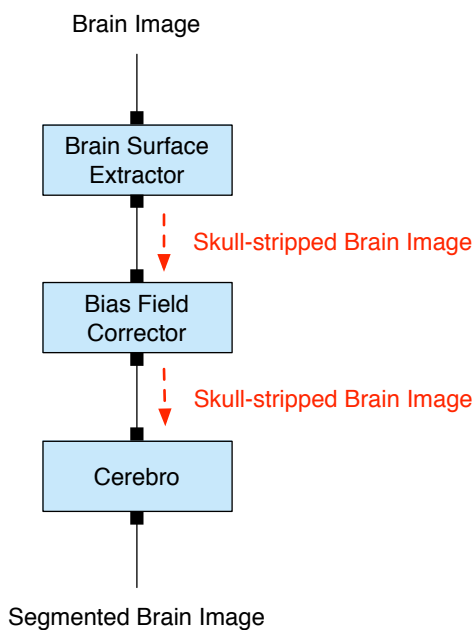 Brain Image
Brain Surface
Extractor
Skull-stripped Brain Image
Bias Field
Corrector
Skull-stripped Brain Image
Cerebro
Segmented Brain Image